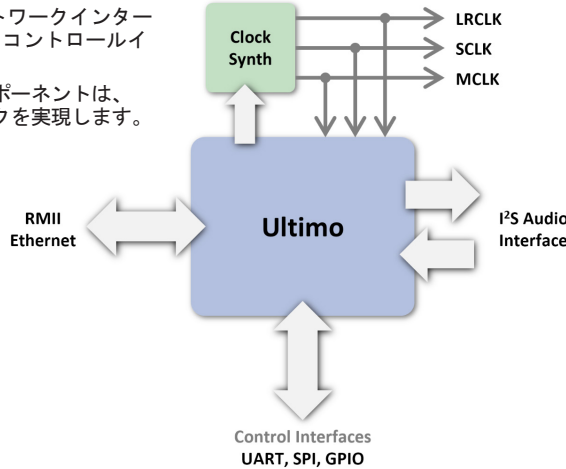 トワークインター
コントロールイ
ポーネントは、
クを実現します。
Clock
Synth
LRCLK
SCLK
MCLK
RMII
Ethernet
Ultimo
I²S Audio
Interface
Control Interfaces
UART, SPI, GPIO